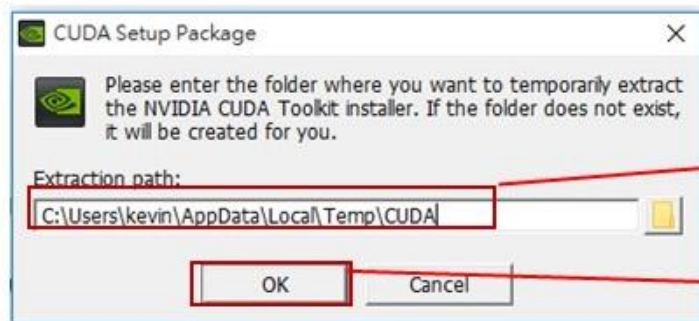 CUDA Setup Package
Please enter the folder where you want to temporarily extract
the NVIDIA CUDA Toolkit installer. If the folder does not exist,
it will be created for you.
Extraction path:
C:\Users\kevin\AppData\Local\Temp\CUDA
OK
Cancel